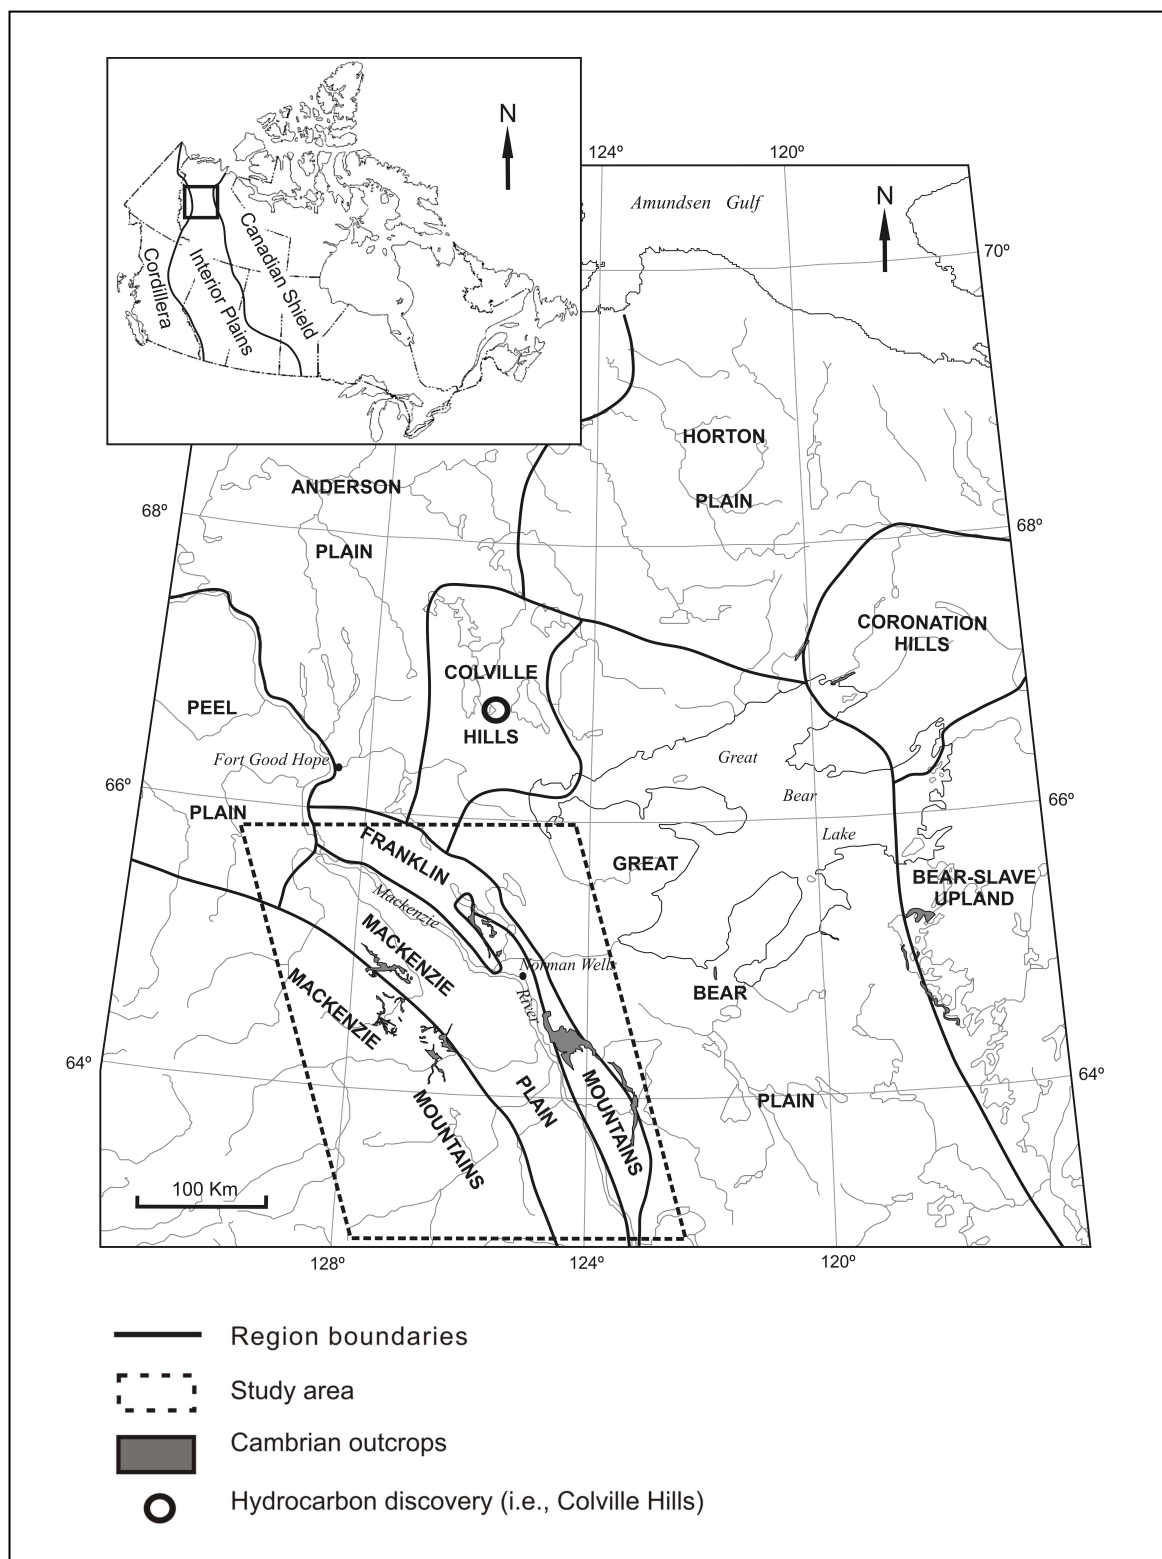 N
Cordillera
Interior Plains
Canadian Shield
124º
120º
Amundsen Gulf
N
70º
HORTON
PLAIN
ANDERSON
PLAIN
68º
68º
CORONATION
HILLS
COLVILLE
HILLS
PEEL
PLAIN
Fort Good Hope
Great
Bear
Lake
66º
66º
FRANKLIN
MOUNTAINS
GREAT
BEAR
PLAIN
BEAR-SLAVE
UPLAND
Mackenzie
River
MACKENZIE
PLAIN
Norman Wells
MACKENZIE
MOUNTAINS
64º
64º
100 Km
128º
124º
120º
Region boundaries
Study area
Cambrian outcrops
Hydrocarbon discovery (i.e., Colville Hills)